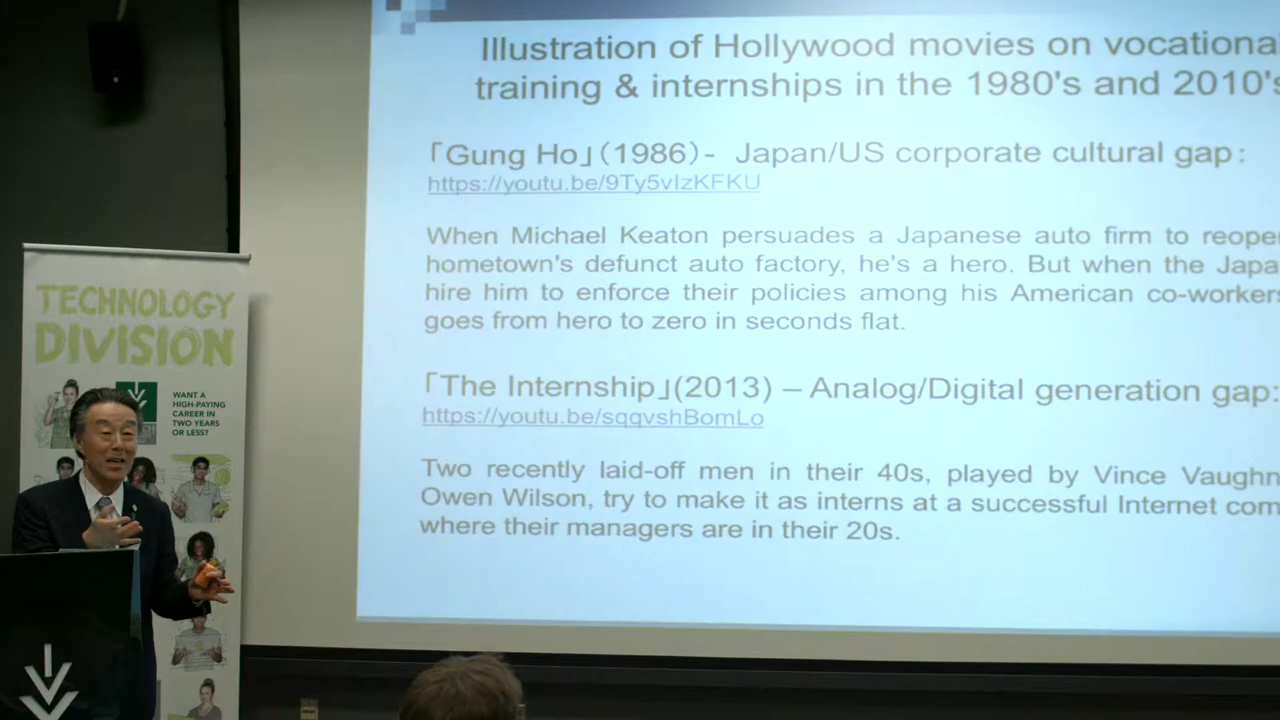 Illustration of Hollywood movies on vocationa
training & internships in the 1980's and 2010's
「Gung Ho」(1986)- Japan/US corporate cultural gap:
https://youtu.be/9Ty5vIzKFKU
When Michael Keaton persuades a Japanese auto firm to reope
hometown's defunct auto factory, he's a hero. But when the Japa
hire him to enforce their policies among his American co-workers
goes from hero to zero in seconds flat.
「The Internship」(2013) – Analog/Digital generation gap:
https://youtu.be/sqqvshBomLo
Two recently laid-off men in their 40s, played by Vince Vaughn
Owen Wilson, try to make it as interns at a successful Internet com
where their managers are in their 20s.
TECHNOLOGY
DIVISION
WANT A
HIGH-PAYING
CAREER IN
TWO YEARS
OR LESS?